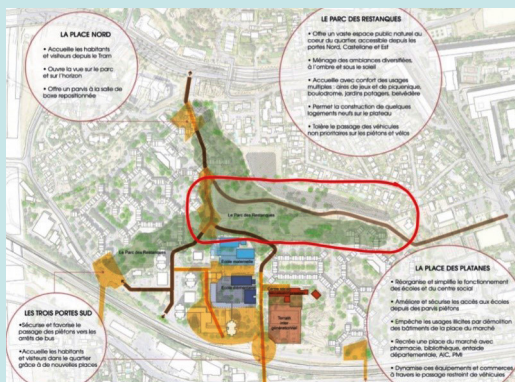 LA PLACE NORD
• Accueille les habitants
et visiteurs depuis le Tram
• Ouvre la vue sur le parc
et sur l'horizon
• Offre un parvis à la salle de
boxe repositionnée
LE PARC DES RESTANQUES
• Offre un vaste espace public naturel au
coeur du quartier, accessible depuis les
portes Nord, Castelane et Est
• Ménage des ambiances diversifiées,
à l'ombre et sous le soleil
• Accueille avec confort des usages
multiples : aires de jeux et de piquenique,
boulodrome, jardins potagers, belvédère
• Permet la construction de quelques
logements neufs sur le plateau
• Tolère le passage des véhicules
non prioritaires sur les piétons et vélos
Le Parc des Restanques
Le Parc des Restanques
LES TROIS PORTES SUD
•Sécurise et favorise le
passage des piétons vers les
arrêts de bus
•Accueille les habitants
et visiteurs dans le quartier
grâce à de nouvelles places
LA PLACE DES PLATANES
• Réorganise et simplifie le fonctionnement
des écoles et du centre social
• Améliore et sécurise les accès aux écoles
depuis des parvis piétons
• Empêche les usages illicites par démolition
des bâtiments de la place du marché
• Recrée une place du marché avec
pharmacie, bibliothèque, entraide
départementale, AIC, PMI
• Dynamise ces équipements et commerces
à travers le passage restreint de véhicules